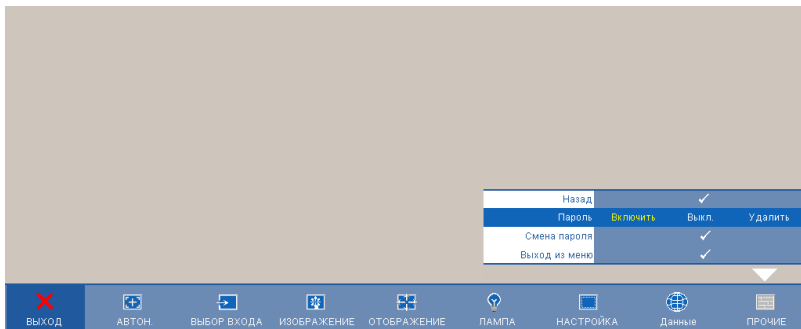 Назад
Пароль Включить Выкл. Удалить
Смена пароля
Выход из меню
ВЫХОД АВТОН. ВЫБОР ВХОДА ИЗОБРАЖЕНИЕ ОТОБРАЖЕНИЕ ЛАМПА НАСТРОЙКА Данные ПРОЧИЕ